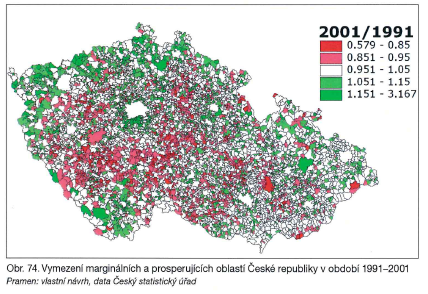 2001/1991
0.579 - 0.85
0.851 - 0.95
0.951 - 1.05
1.051 - 1.15
1.151 - 3.167
Obr. 74. Vymezení marginálních a prosperujících oblastí České republiky v období 1991–2001
Pramen: vlastní návrh, data Český statistický úřad